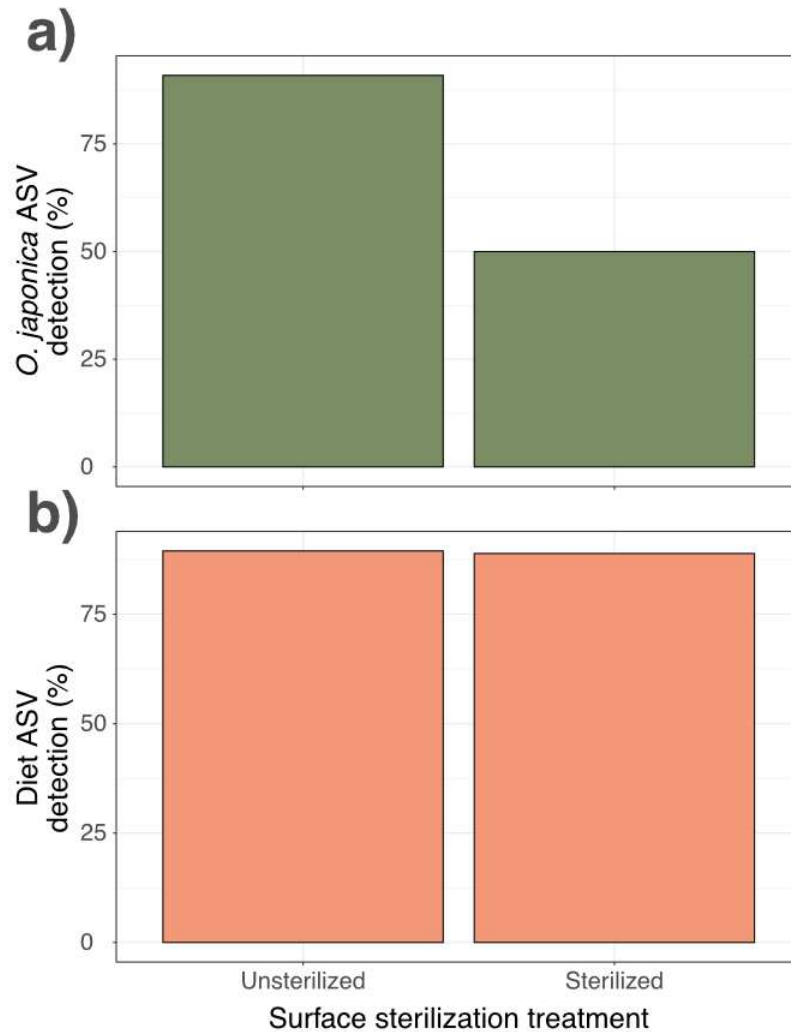 a)
O. japonica ASV
detection (%)
75
50
25
0
b)
Diet ASV
detection (%)
75
50
25
0
Unsterilized Sterilized
Surface sterilization treatment